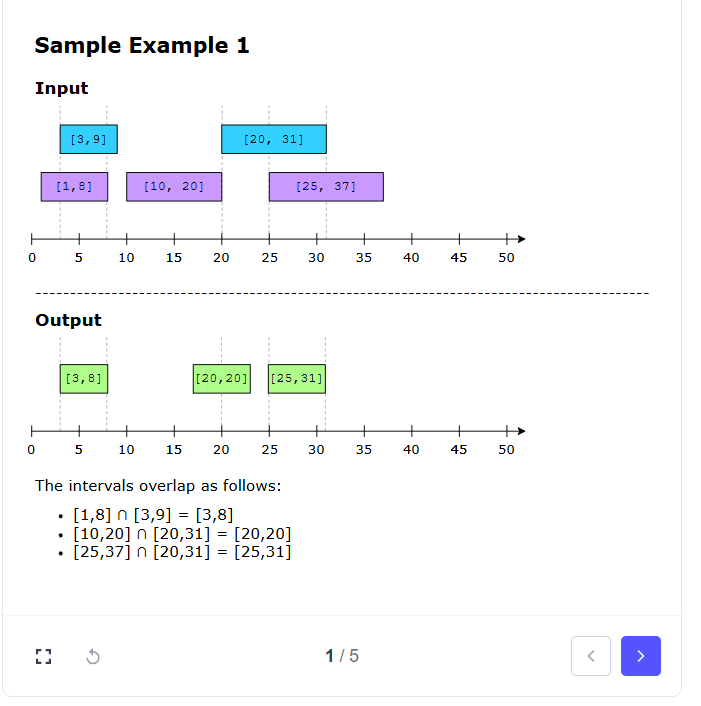 Sample Example 1
Input
[3,9] [20, 31]
[1,8] [10, 20] [25, 37]
0 5 10 15 20 25 30 35 40 45 50
Output
[3,8] [20,20] [25,31]
0 5 10 15 20 25 30 35 40 45 50
The intervals overlap as follows:
• [1,8] ∩ [3,9] = [3,8]
• [10,20] ∩ [20,31] = [20,20]
• [25,37] ∩ [20,31] = [25,31]
1 / 5